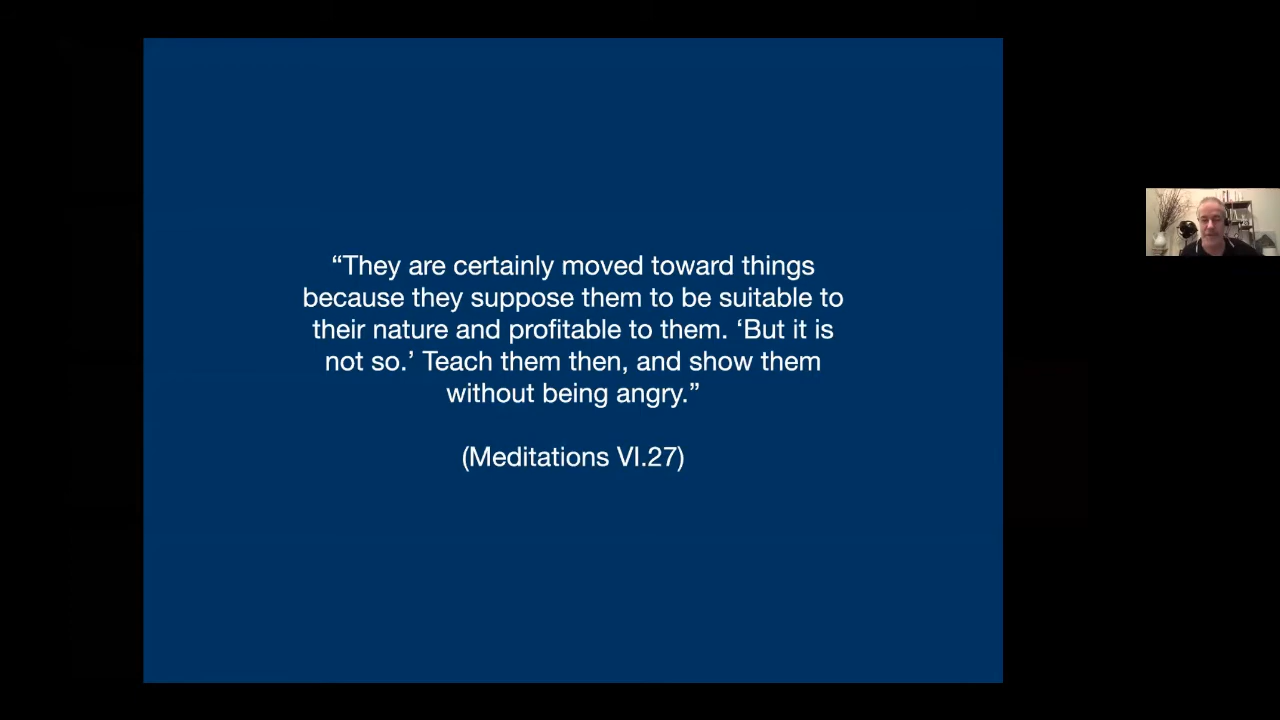 “They are certainly moved toward things
because they suppose them to be suitable to
their nature and profitable to them. ‘But it is
not so.’ Teach them then, and show them
without being angry.”
(Meditations VI.27)